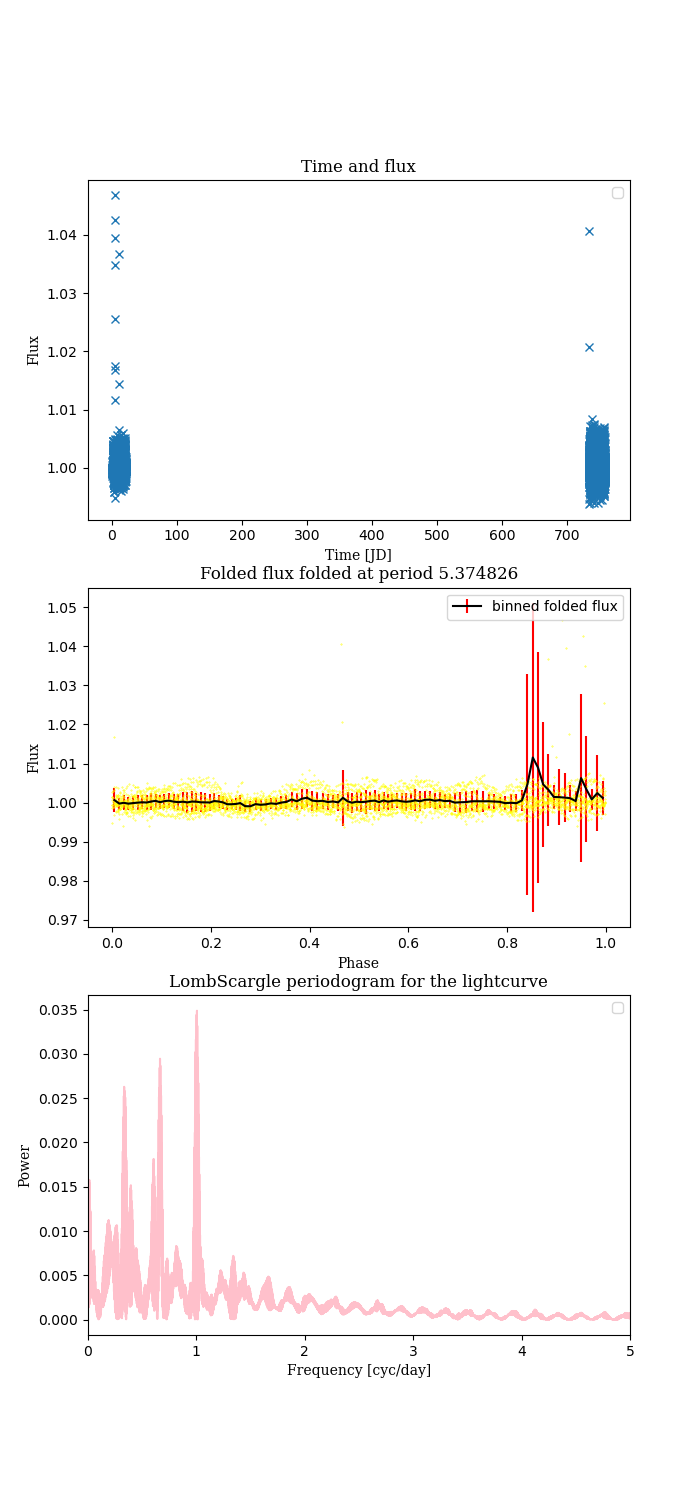 Time and flux
Flux
1.04
1.03
1.02
1.01
1.00
0 100 200 300 400 500 600 700
Time [JD]
Folded flux folded at period 5.374826
binned folded flux
Flux
1.05
1.04
1.03
1.02
1.01
1.00
0.99
0.98
0.97
0.0 0.2 0.4 0.6 0.8 1.0
Phase
LombScargle periodogram for the lightcurve
Power
0.035
0.030
0.025
0.020
0.015
0.010
0.005
0.000
0 1 2 3 4 5
Frequency [cyc/day]